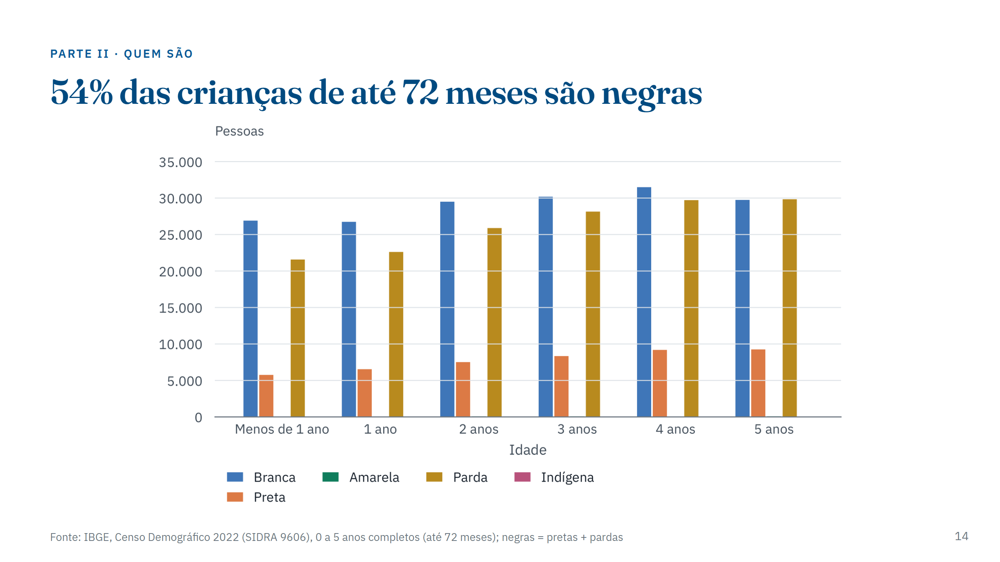 PARTE II · QUEM SÃO
54% das crianças de até 72 meses são negras
Pessoas
35.000
30.000
25.000
20.000
15.000
10.000
5.000
0
Menos de 1 ano 1 ano 2 anos 3 anos 4 anos 5 anos
Idade
Branca Amarela Parda Indígena
Preta
Fonte: IBGE, Censo Demográfico 2022 (SIDRA 9606), 0 a 5 anos completos (até 72 meses); negras = pretas + pardas
14